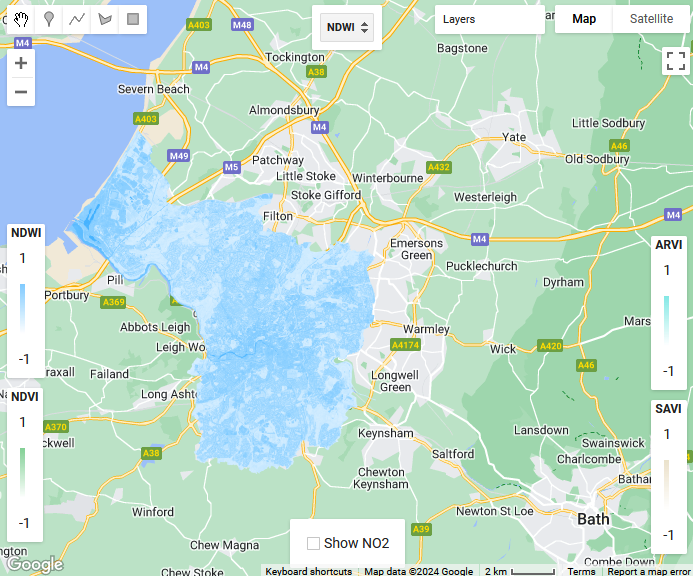 A403
M48
NDWI
Layers
Map
Satellite
Bagstone
M4
Tockington
M4
A38
Severn Beach
Almondsbury
A403
M4
Little Sodbury
Yate
A46
M49
Patchway
Old Sodbury
M5
A432
Little Stoke
Winterbourne
Stoke Gifford
Westerleigh
Filton
M4
NDWI
1
-1
Emersons
Green
M4
ARVI
1
-1
Pill
Pucklechurch
Portbury
A369
Dyrham
Abbots Leigh
Warmley
Mars
Leigh Wo
A4174
Wick
A420
raxall
Failand
A46
Longwell
Green
NDVI
1
-1
Long Ashto
SAVI
1
-1
A370
Keynsham
Lansdown
ckwell
Swainswick
A38
Saltford
Charlcombe
Chewton
Keynsham
Bathan
Winford
Newton St Loe
Bath
A39
Show NO2
ngton
Chew Magna
Combe Down
Google
Chew Stoke
Keyboard shortcuts
Map data ©2024 Google
2 km
Terms
Report a map error